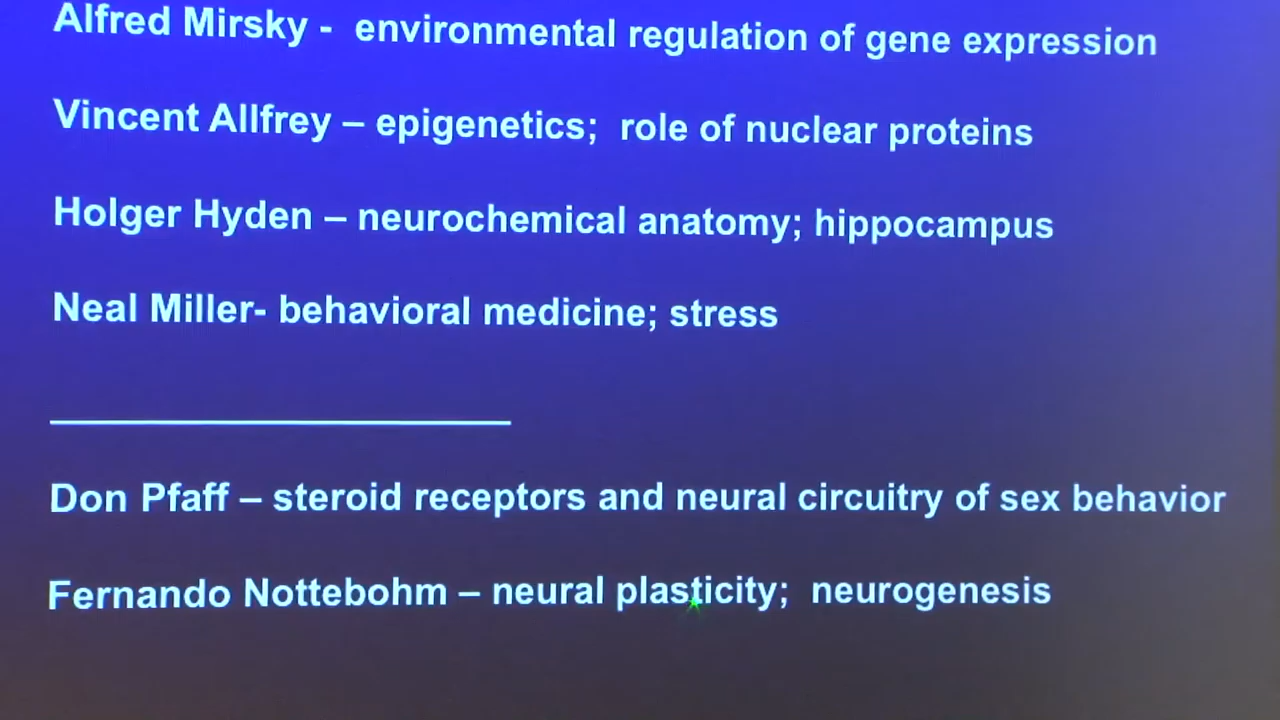 Alfred Mirsky -  environmental regulation of gene expression
Vincent Allfrey – epigenetics;  role of nuclear proteins
Holger Hyden – neurochemical anatomy; hippocampus
Neal Miller- behavioral medicine; stress
Don Pfaff – steroid receptors and neural circuitry of sex behavior
Fernando Nottebohm – neural plasticity;  neurogenesis